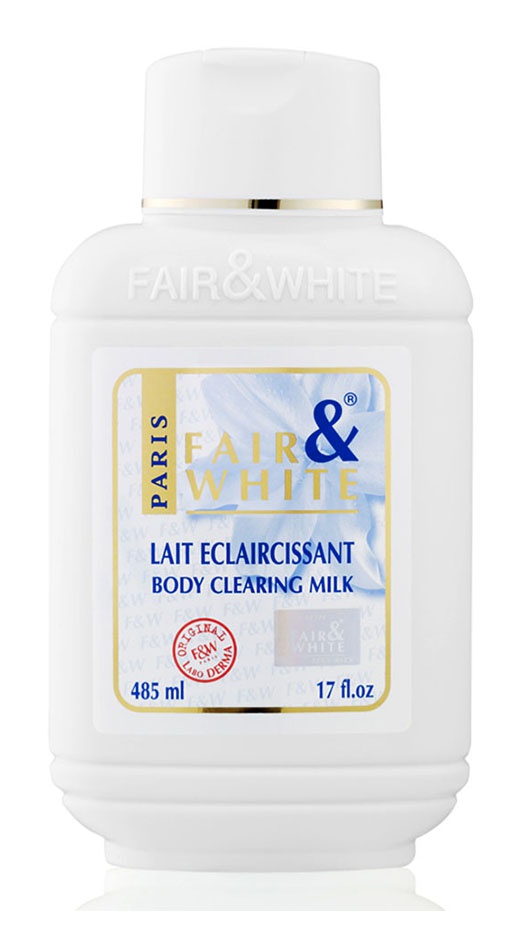 FAIR&WHITE
PARIS
FAIR &®
WHITE
LAIT ECLAIRCISSANT
BODY CLEARING MILK
FAIR&
WHITE
ORIGINAL
F&W
PARIS
LABO DERMA
485 ml 17 fl.oz